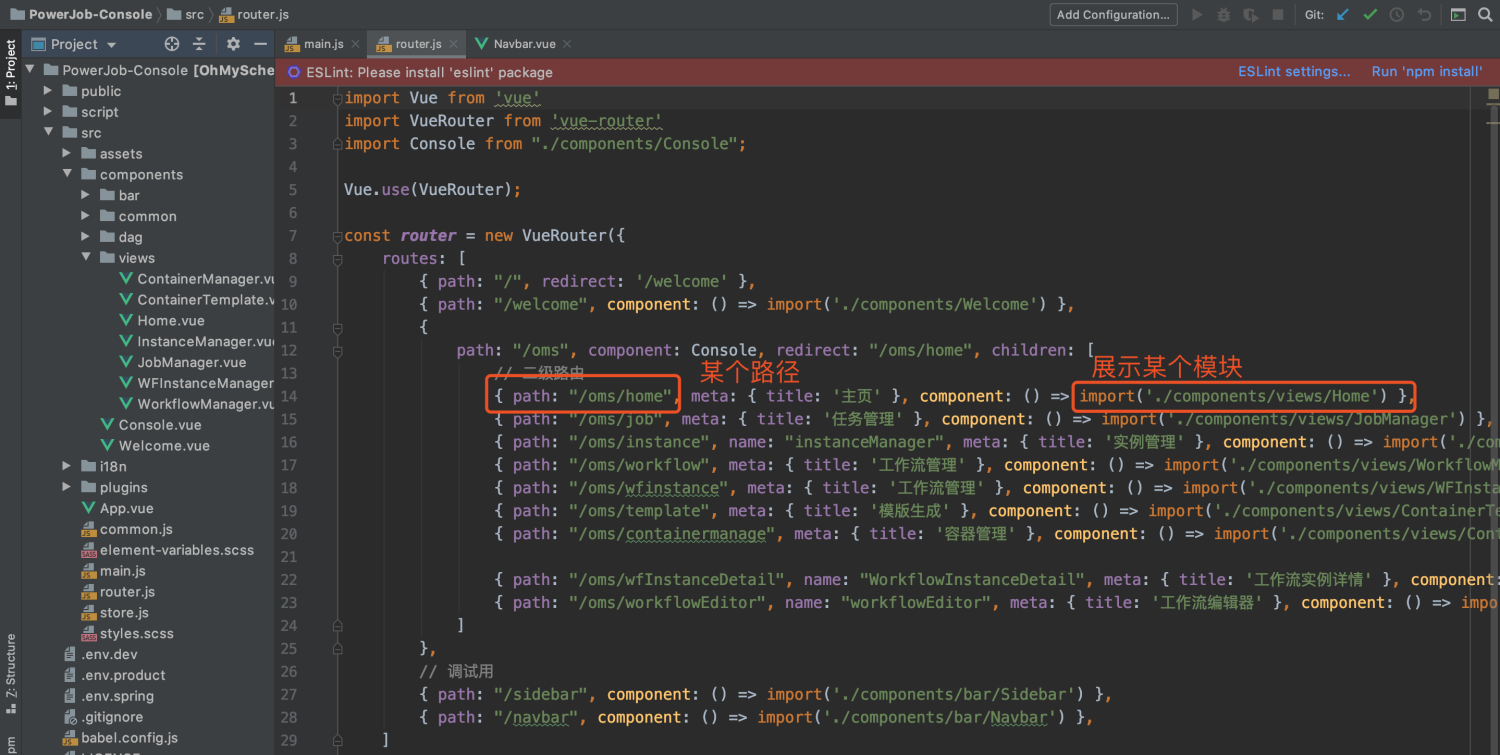 PowerJob-Console
src
router.js
Add Configuration...
Git:
1: Project
Project
main.js
router.js
Navbar.vue
PowerJob-Console [OhMySche
ESLint: Please install 'eslint' package
ESLint settings...
Run 'npm install'
public
script
src
assets
components
bar
common
dag
views
ContainerManager.vu
ContainerTemplate.v
Home.vue
InstanceManager.vue
JobManager.vue
WFInstanceManager
WorkflowManager.vu
Console.vue
Welcome.vue
i18n
plugins
App.vue
common.js
element-variables.scss
main.js
router.js
store.js
styles.scss
.env.dev
.env.product
.env.spring
.gitignore
babel.config.js
Z: Structure
1 import Vue from 'vue'
2 import VueRouter from 'vue-router'
3 import Console from "./components/Console";
4
5 Vue.use(VueRouter);
6
7 const router = new VueRouter({
8 routes: [
9 { path: "/", redirect: '/welcome' },
10 { path: "/welcome", component: () => import('./components/Welcome') },
11 {
12 path: "/oms", component: Console, redirect: "/oms/home", children: [
某个路径
展示某个模块
13 // 二级路由
14 { path: "/oms/home", meta: { title: '主页' }, component: () => import('./components/views/Home') },
15 { path: "/oms/job", meta: { title: '任务管理' }, component: () => import('./components/views/JobManager') },
16 { path: "/oms/instance", name: "instanceManager", meta: { title: '实例管理' }, component: () => import('./com
17 { path: "/oms/workflow", meta: { title: '工作流管理' }, component: () => import('./components/views/WorkflowM
18 { path: "/oms/wfinstance", meta: { title: '工作流管理' }, component: () => import('./components/views/WFInsta
19 { path: "/oms/template", meta: { title: '模版生成' }, component: () => import('./components/views/ContainerTe
20 { path: "/oms/containermanage", meta: { title: '容器管理' }, component: () => import('./components/views/Cont
21
22 { path: "/oms/wfInstanceDetail", name: "WorkflowInstanceDetail", meta: { title: '工作流实例详情' }, component:
23 { path: "/oms/workflowEditor", name: "workflowEditor", meta: { title: '工作流编辑器' }, component: () => impo
24 ]
25 },
26 // 调试用
27 { path: "/sidebar", component: () => import('./components/bar/Sidebar') },
28 { path: "/navbar", component: () => import('./components/bar/Navbar') },
29 ]